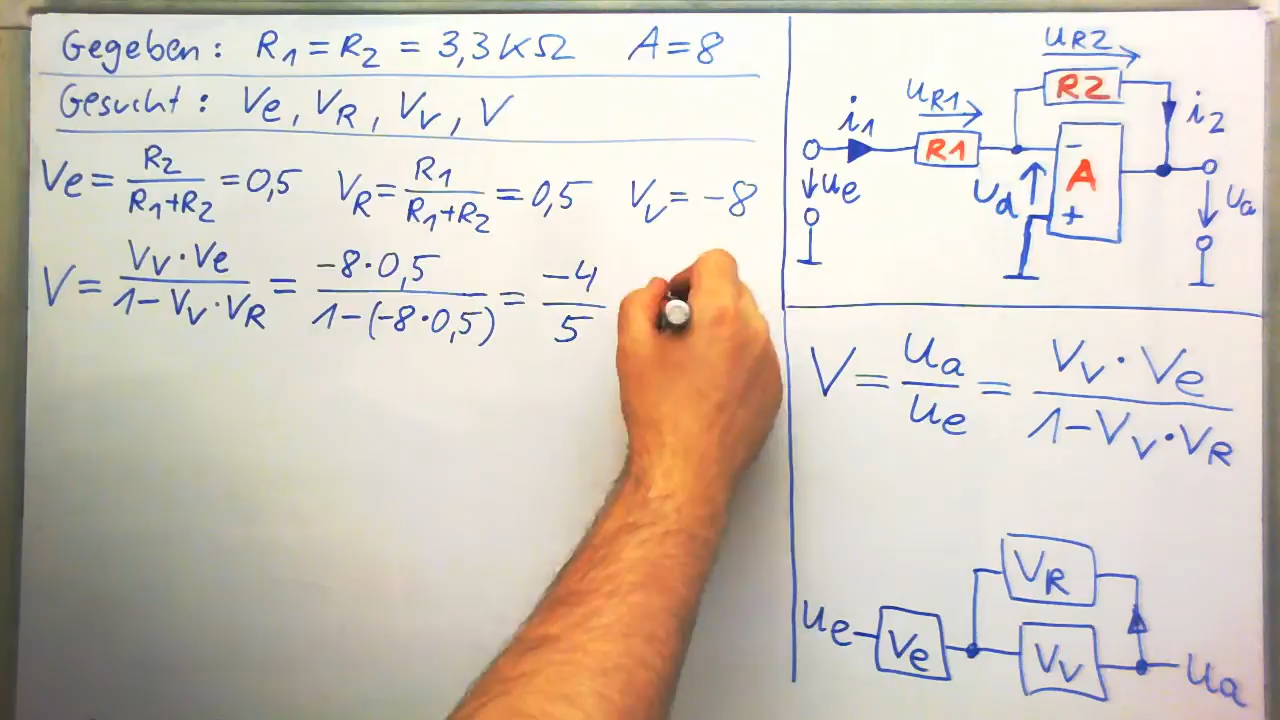 Gegeben: R1 = R2 = 3,3 kΩ A = 8
Gesucht: Ve, VR, Vv, V
Ve = R2 / (R1+R2) = 0,5 VR = R1 / (R1+R2) = 0,5 Vv = -8
V = Vv · Ve / (1 - Vv · VR) = -8 · 0,5 / (1-(-8 · 0,5)) = -4 / 5
uR2
R2
i2
uR1
i1
R1
ue
ud
-
A
+
ua
V = ua / ue = Vv · Ve / (1 - Vv · VR)
VR
ue
Ve
Vv
ua